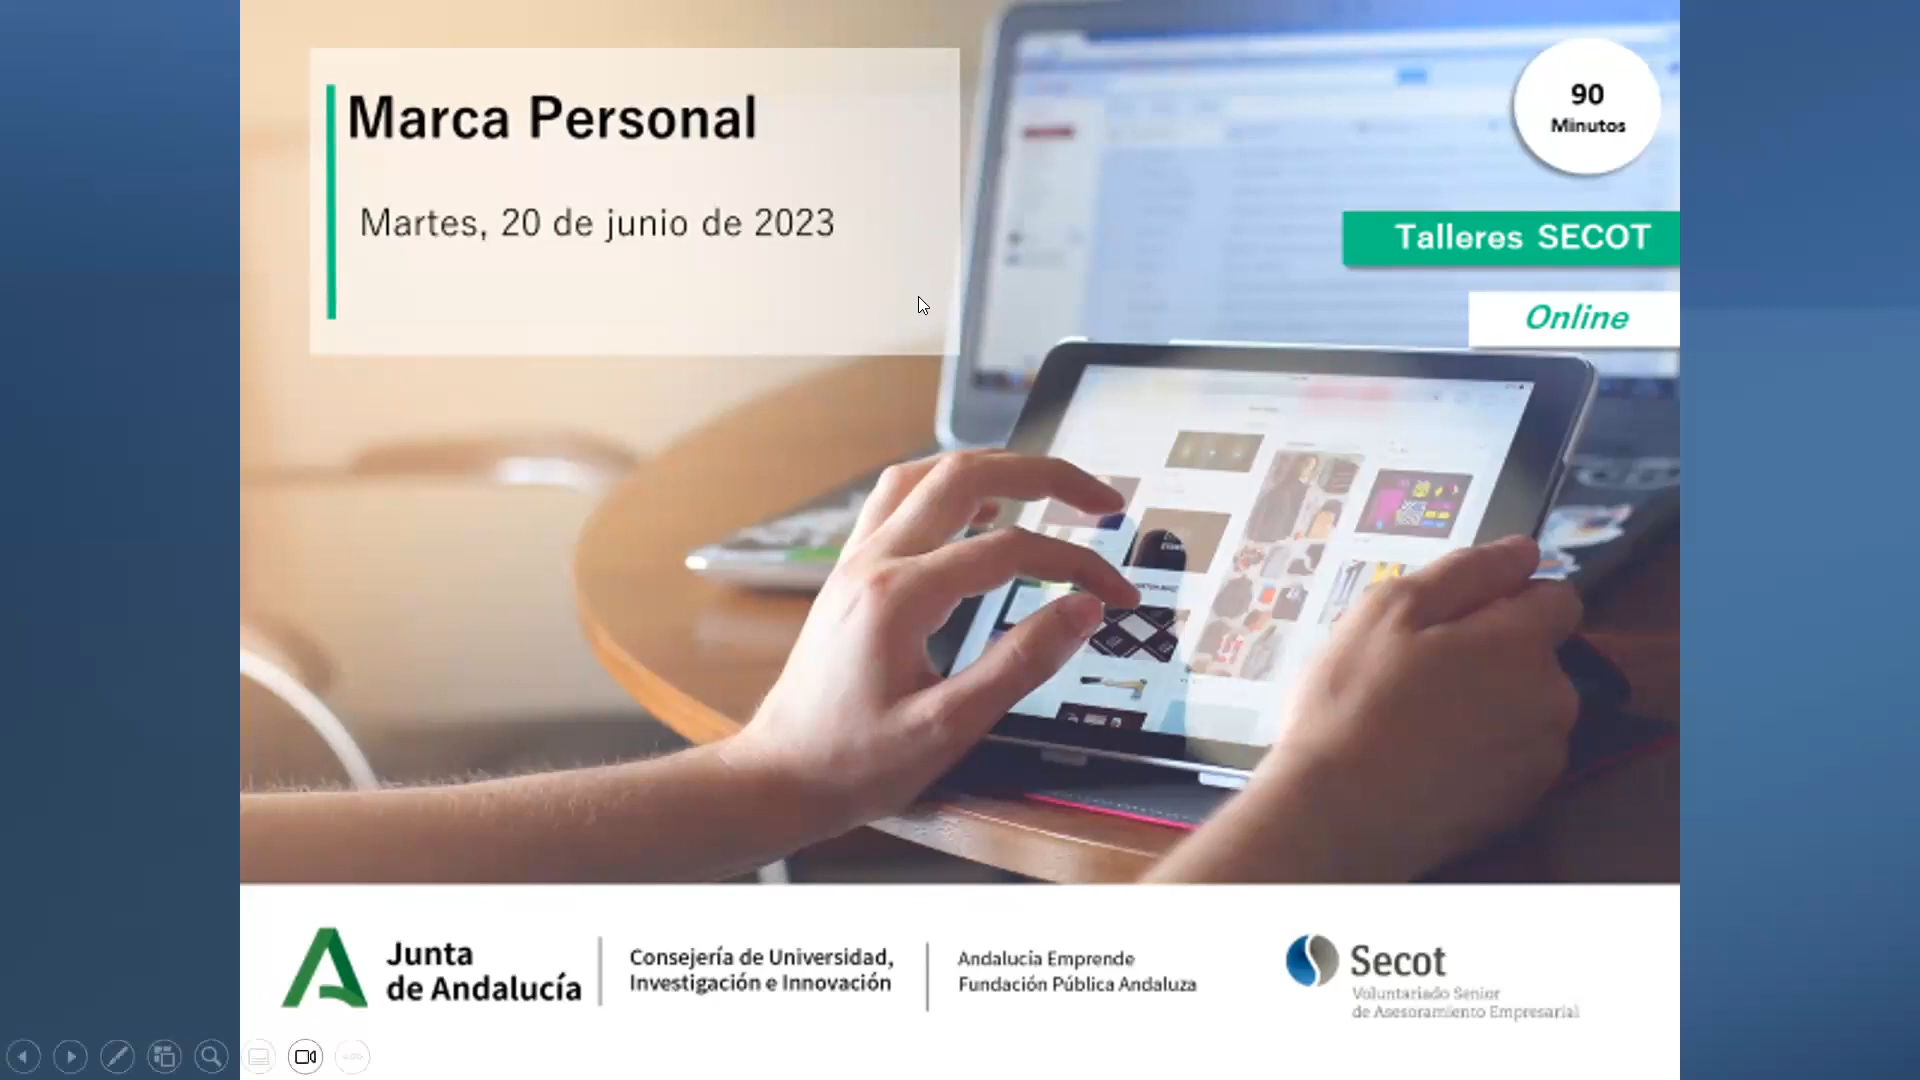 Marca Personal
Martes, 20 de junio de 2023
90
Minutos
Talleres SECOT
Online
Junta
de Andalucía
Consejería de Universidad,
Investigación e Innovación
Andalucía Emprende
Fundación Pública Andaluza
Secot
Voluntariado Senior
de Asesoramiento Empresarial